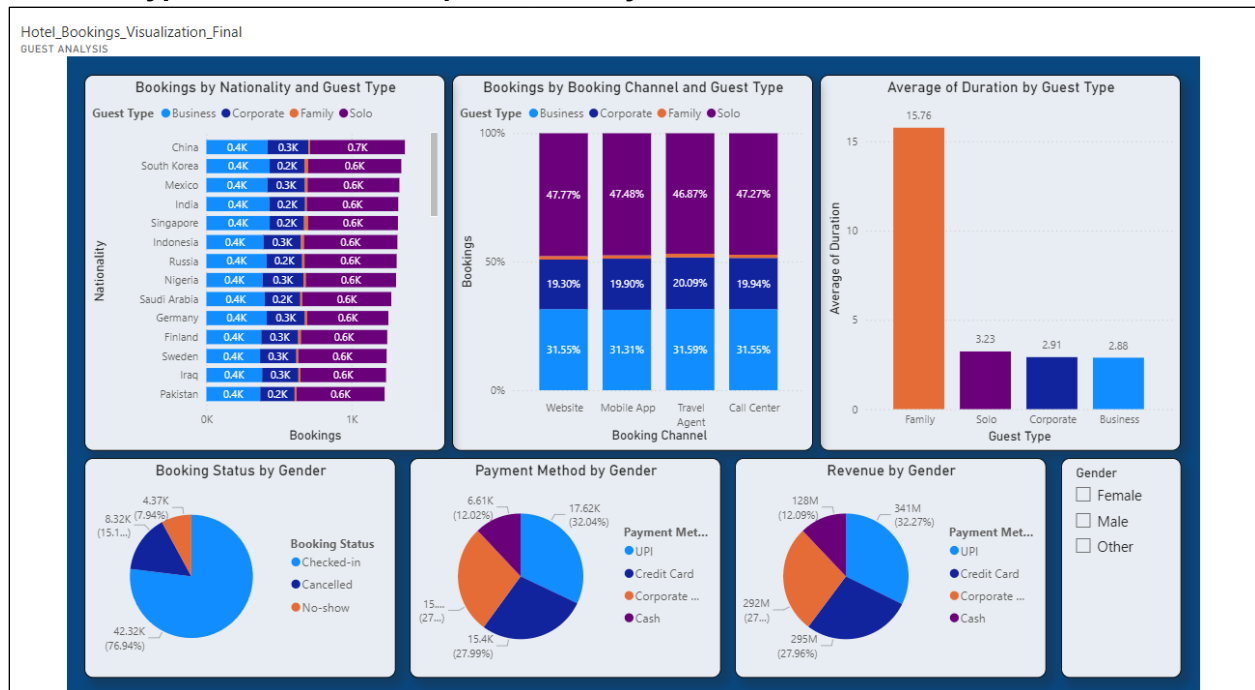 Hotel_Bookings_Visualization_Final
GUEST ANALYSIS
Bookings by Nationality and Guest Type
Guest Type Business Corporate Family Solo
Nationality
China 0.4K 0.3K 0.7K
South Korea 0.4K 0.2K 0.6K
Mexico 0.4K 0.3K 0.6K
India 0.4K 0.2K 0.6K
Singapore 0.4K 0.2K 0.6K
Indonesia 0.4K 0.3K 0.6K
Russia 0.4K 0.2K 0.6K
Nigeria 0.4K 0.3K 0.6K
Saudi Arabia 0.4K 0.2K 0.6K
Germany 0.4K 0.3K 0.6K
Finland 0.4K 0.3K 0.6K
Sweden 0.4K 0.3K 0.6K
Iraq 0.4K 0.3K 0.6K
Pakistan 0.4K 0.2K 0.6K
0K 1K
Bookings
Bookings by Booking Channel and Guest Type
Guest Type Business Corporate Family Solo
Bookings
100%
47.77% 47.48% 46.87% 47.27%
50%
19.30% 19.90% 20.09% 19.94%
31.55% 31.31% 31.59% 31.55%
0%
Website Mobile App Travel Call Center
Agent
Booking Channel
Average of Duration by Guest Type
Average of Duration
15.76
15
10
5
3.23 2.91 2.88
0
Family Solo Corporate Business
Guest Type
Booking Status by Gender
4.37K
(7.94%)
8.32K
(15.1...)
42.32K
(76.94%)
Booking Status
Checked-in
Cancelled
No-show
Payment Method by Gender
6.61K
(12.02%)
17.62K
(32.04%)
15....
(27...)
15.4K
(27.99%)
Payment Met...
UPI
Credit Card
Corporate ...
Cash
Revenue by Gender
128M
(12.09%)
341M
(32.27%)
292M
(27...)
295M
(27.96%)
Payment Met...
UPI
Credit Card
Corporate ...
Cash
Gender
Female
Male
Other